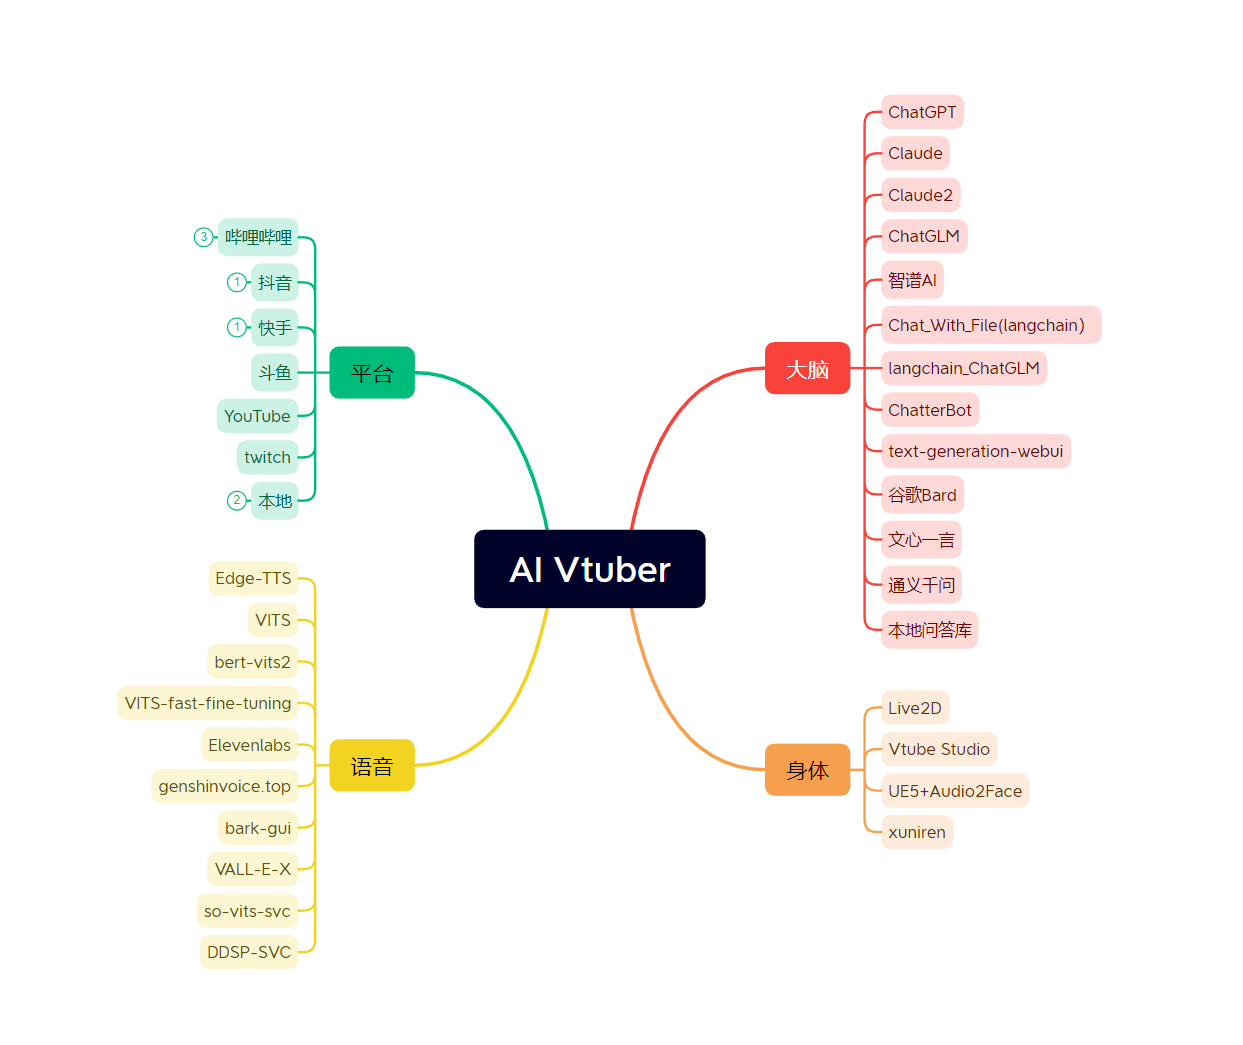 AI Vtuber
大脑
ChatGPT
Claude
Claude2
ChatGLM
智谱AI
Chat_With_File(langchain)
langchain_ChatGLM
ChatterBot
text-generation-webui
谷歌Bard
文心一言
通义千问
本地问答库
身体
Live2D
Vtube Studio
UE5+Audio2Face
xuniren
平台
3 哔哩哔哩
1 抖音
1 快手
斗鱼
YouTube
twitch
2 本地
语音
Edge-TTS
VITS
bert-vits2
VITS-fast-fine-tuning
Elevenlabs
genshinvoice.top
bark-gui
VALL-E-X
so-vits-svc
DDSP-SVC